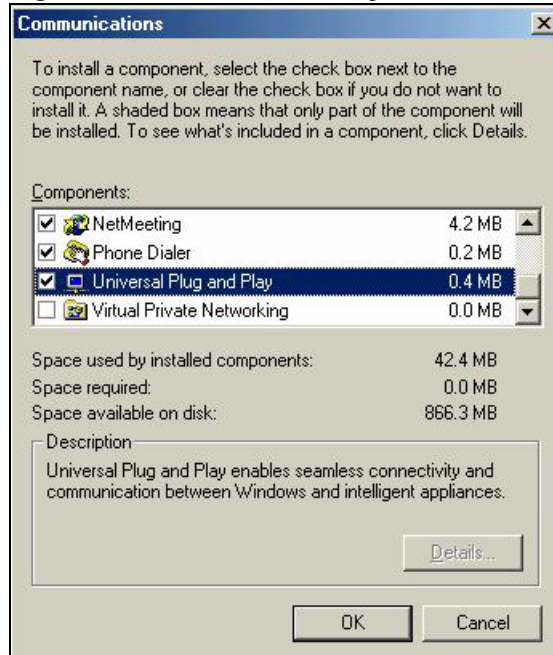 Communications
To install a component, select the check box next to the
component name, or clear the check box if you do not want to
install it. A shaded box means that only part of the component will
be installed. To see what's included in a component, click Details.
Components:
NetMeeting 4.2 MB
Phone Dialer 0.2 MB
Universal Plug and Play 0.4 MB
Virtual Private Networking 0.0 MB
Space used by installed components: 42.4 MB
Space required: 0.0 MB
Space available on disk: 866.3 MB
Description
Universal Plug and Play enables seamless connectivity and
communication between Windows and intelligent appliances.
Details...
OK Cancel